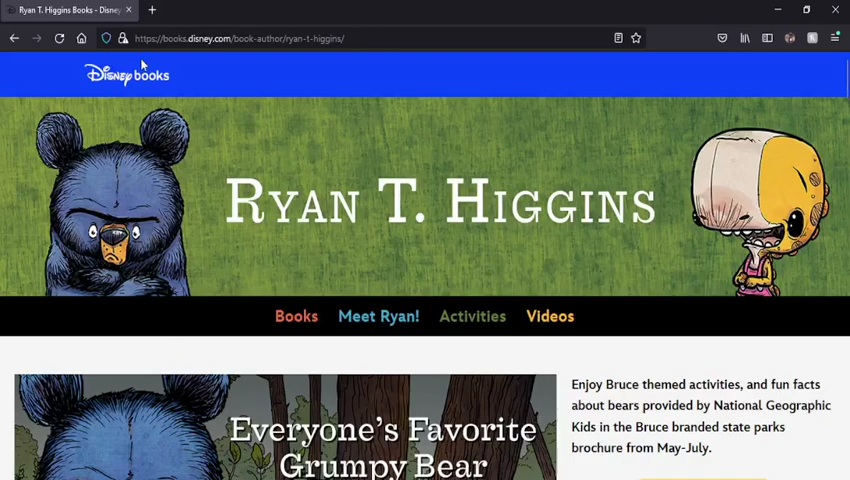 Ryan T. Higgins Books - Disney
https://books.disney.com/book-author/ryan-t-higgins/
Disney books
Ryan T. Higgins
Books Meet Ryan! Activities Videos
Everyone's Favorite
Grumpy Bear
Enjoy Bruce themed activities, and fun facts
about bears provided by National Geographic
Kids in the Bruce branded state parks
brochure from May-July.